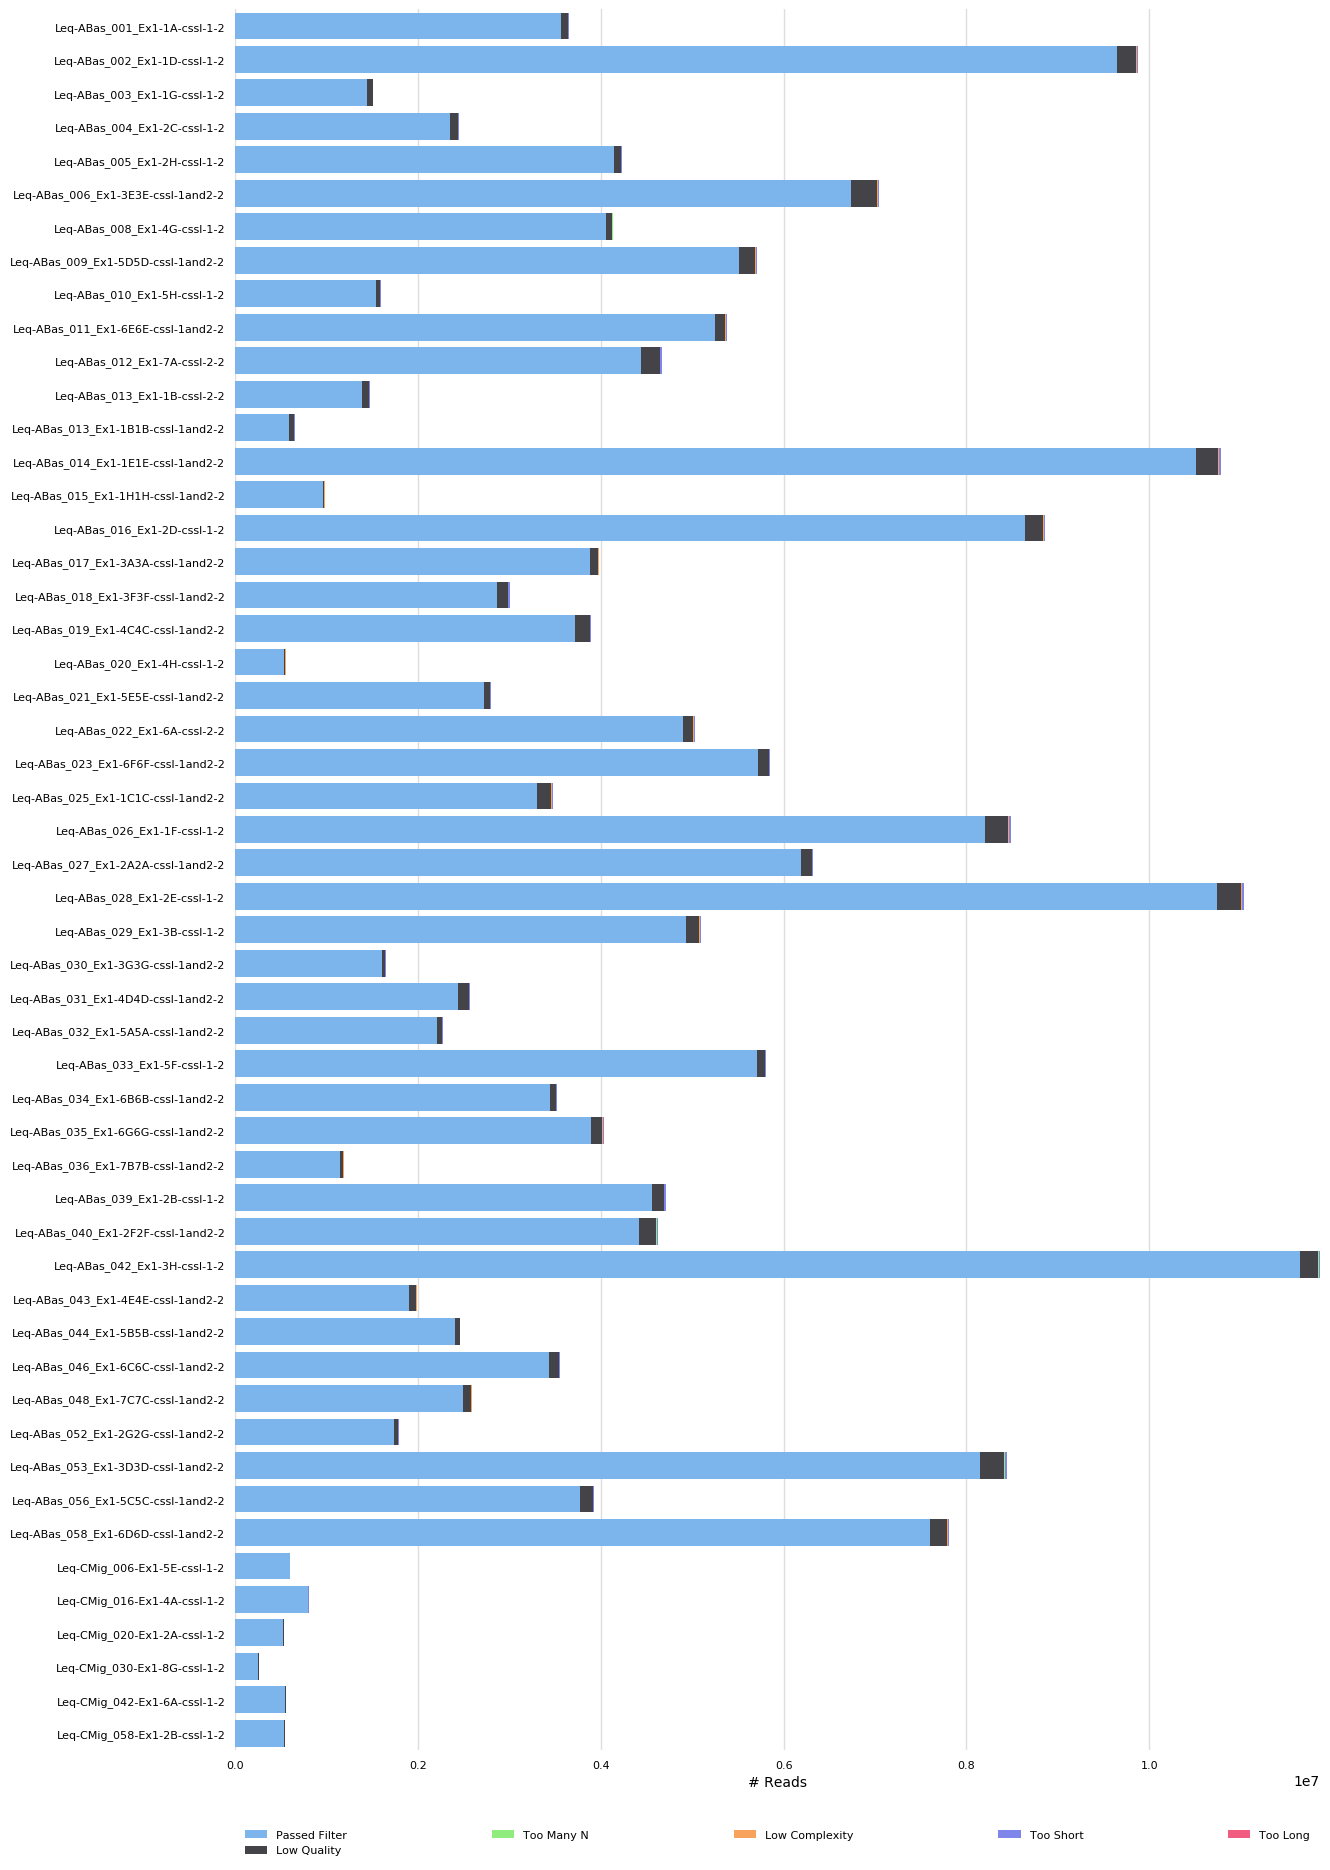 Leq-ABas_001_Ex1-1A-cssl-1-2
Leq-ABas_002_Ex1-1D-cssl-1-2
Leq-ABas_003_Ex1-1G-cssl-1-2
Leq-ABas_004_Ex1-2C-cssl-1-2
Leq-ABas_005_Ex1-2H-cssl-1-2
Leq-ABas_006_Ex1-3E3E-cssl-1and2-2
Leq-ABas_008_Ex1-4G-cssl-1-2
Leq-ABas_009_Ex1-5D5D-cssl-1and2-2
Leq-ABas_010_Ex1-5H-cssl-1-2
Leq-ABas_011_Ex1-6E6E-cssl-1and2-2
Leq-ABas_012_Ex1-7A-cssl-2-2
Leq-ABas_013_Ex1-1B-cssl-2-2
Leq-ABas_013_Ex1-1B1B-cssl-1and2-2
Leq-ABas_014_Ex1-1E1E-cssl-1and2-2
Leq-ABas_015_Ex1-1H1H-cssl-1and2-2
Leq-ABas_016_Ex1-2D-cssl-1-2
Leq-ABas_017_Ex1-3A3A-cssl-1and2-2
Leq-ABas_018_Ex1-3F3F-cssl-1and2-2
Leq-ABas_019_Ex1-4C4C-cssl-1and2-2
Leq-ABas_020_Ex1-4H-cssl-1-2
Leq-ABas_021_Ex1-5E5E-cssl-1and2-2
Leq-ABas_022_Ex1-6A-cssl-2-2
Leq-ABas_023_Ex1-6F6F-cssl-1and2-2
Leq-ABas_025_Ex1-1C1C-cssl-1and2-2
Leq-ABas_026_Ex1-1F-cssl-1-2
Leq-ABas_027_Ex1-2A2A-cssl-1and2-2
Leq-ABas_028_Ex1-2E-cssl-1-2
Leq-ABas_029_Ex1-3B-cssl-1-2
Leq-ABas_030_Ex1-3G3G-cssl-1and2-2
Leq-ABas_031_Ex1-4D4D-cssl-1and2-2
Leq-ABas_032_Ex1-5A5A-cssl-1and2-2
Leq-ABas_033_Ex1-5F-cssl-1-2
Leq-ABas_034_Ex1-6B6B-cssl-1and2-2
Leq-ABas_035_Ex1-6G6G-cssl-1and2-2
Leq-ABas_036_Ex1-7B7B-cssl-1and2-2
Leq-ABas_039_Ex1-2B-cssl-1-2
Leq-ABas_040_Ex1-2F2F-cssl-1and2-2
Leq-ABas_042_Ex1-3H-cssl-1-2
Leq-ABas_043_Ex1-4E4E-cssl-1and2-2
Leq-ABas_044_Ex1-5B5B-cssl-1and2-2
Leq-ABas_046_Ex1-6C6C-cssl-1and2-2
Leq-ABas_048_Ex1-7C7C-cssl-1and2-2
Leq-ABas_052_Ex1-2G2G-cssl-1and2-2
Leq-ABas_053_Ex1-3D3D-cssl-1and2-2
Leq-ABas_056_Ex1-5C5C-cssl-1and2-2
Leq-ABas_058_Ex1-6D6D-cssl-1and2-2
Leq-CMig_006-Ex1-5E-cssl-1-2
Leq-CMig_016-Ex1-4A-cssl-1-2
Leq-CMig_020-Ex1-2A-cssl-1-2
Leq-CMig_030-Ex1-8G-cssl-1-2
Leq-CMig_042-Ex1-6A-cssl-1-2
Leq-CMig_058-Ex1-2B-cssl-1-2
0.0 0.2 0.4 0.6 0.8 1.0
# Reads 1e7
Passed Filter Too Many N Low Complexity Too Short Too Long
Low Quality